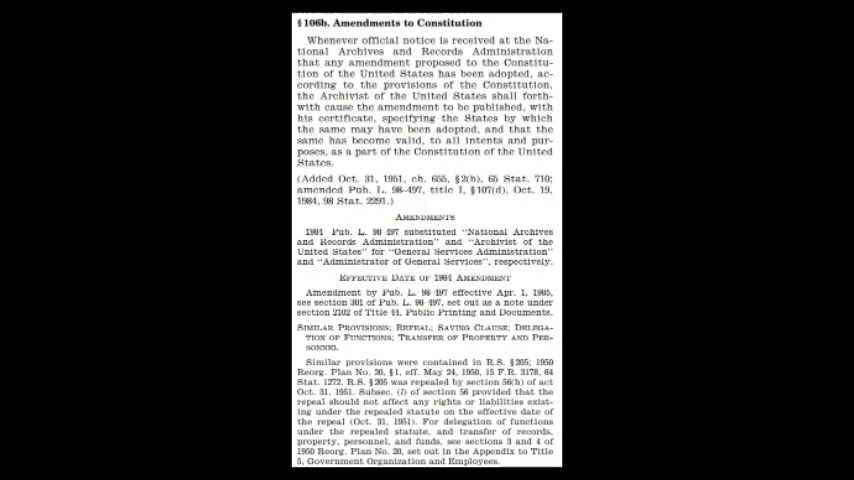 §106b. Amendments to Constitution
Whenever official notice is received at the Na-
tional Archives and Records Administration
that any amendment proposed to the Constitu-
tion of the United States has been adopted, ac-
cording to the provisions of the Constitution,
the Archivist of the United States shall forth-
with cause the amendment to be published, with
his certificate, specifying the States by which
the same may have been adopted, and that the
same has become valid, to all intents and pur-
poses, as a part of the Constitution of the United
States.
(Added Oct. 31, 1951, ch. 655, §2(b), 65 Stat. 710;
amended Pub. L. 98–497, title I, §107(d), Oct. 19,
1984, 98 Stat. 2291.)
AMENDMENTS
1984 Pub. L. 98 497 substituted "National Archives
and Records Administration" and "Archivist of the
United States" for "General Services Administration"
and "Administrator of General Services", respectively.
EFFECTIVE DATE OF 1984 AMENDMENT
Amendment by Pub. L. 98–497 effective Apr. 1, 1985,
see section 301 of Pub. L. 98–497, set out as a note under
section 2102 of Title 44, Public Printing and Documents.
SIMILAR PROVISIONS; REPEAL; SAVING CLAUSE; DELEGA-
TION OF FUNCTIONS; TRANSFER OF PROPERTY AND PER-
SONNEL
Similar provisions were contained in R.S. §205; 1950
Reorg. Plan No. 20, §1, eff. May 24, 1950, 15 F.R. 3178, 64
Stat. 1272. R.S. §205 was repealed by section 56(h) of act
Oct. 31, 1951. Subsec. (l) of section 56 provided that the
repeal should not affect any rights or liabilities exist-
ing under the repealed statute on the effective date of
the repeal (Oct. 31, 1951). For delegation of functions
under the repealed statute, and transfer of records,
property, personnel, and funds, see sections 3 and 4 of
1950 Reorg. Plan No. 20, set out in the Appendix to Title
5, Government Organization and Employees.